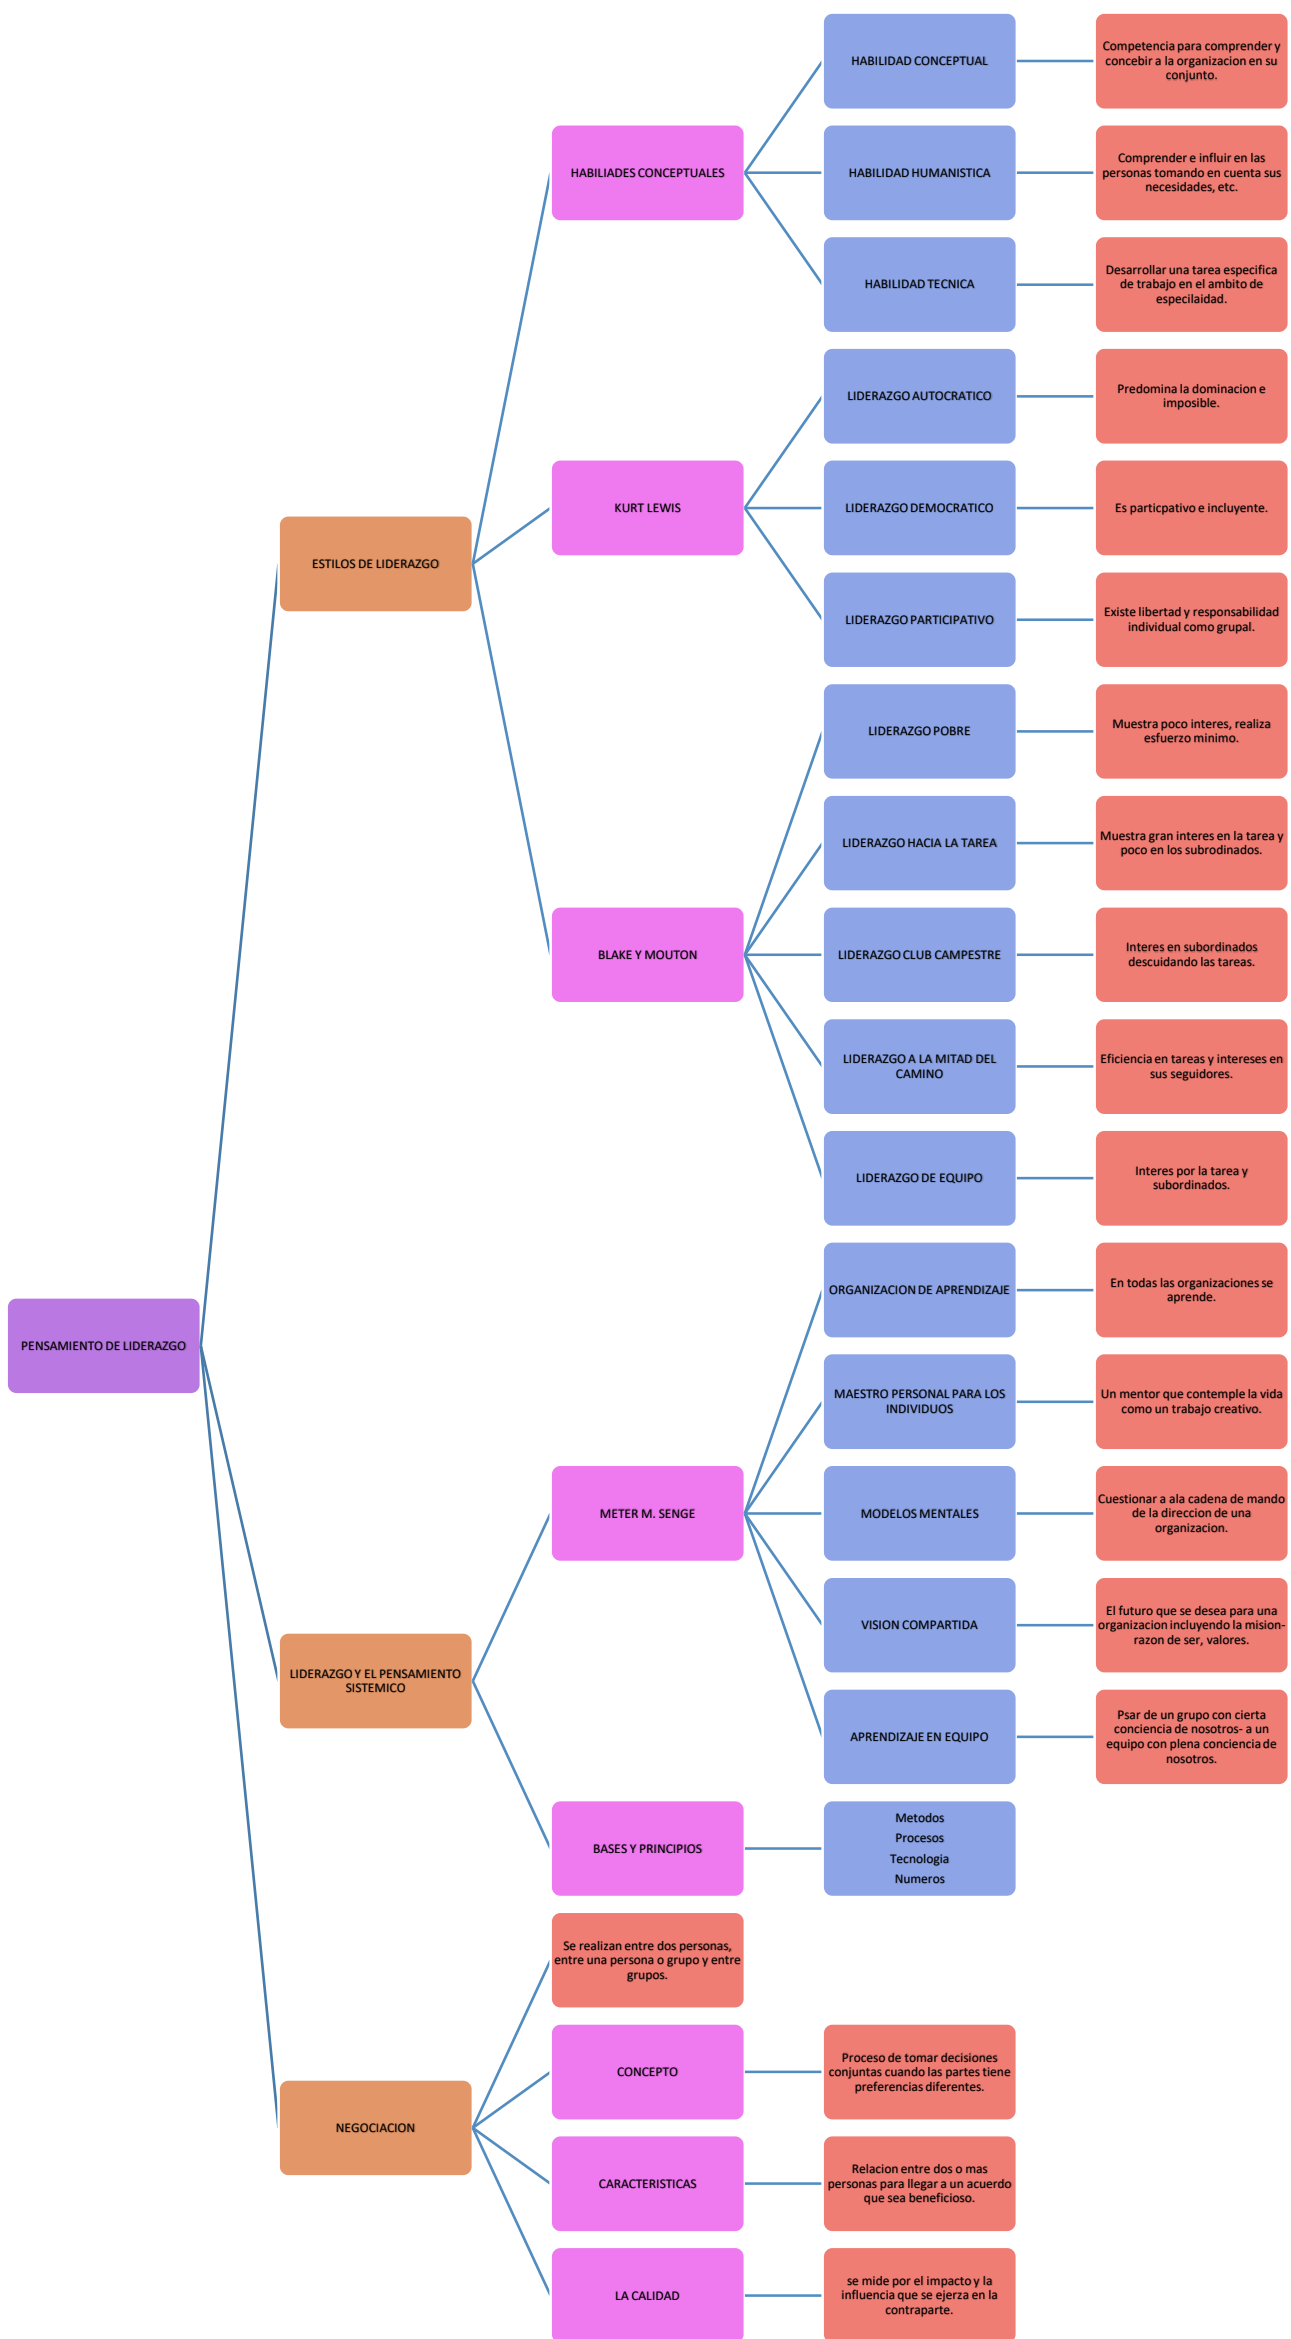 PENSAMIENTO DE LIDERAZGO
ESTILOS DE LIDERAZGO
HABILIADES CONCEPTUALES
HABILIDAD CONCEPTUAL
Competencia para comprender y
concebir a la organizacion en su
conjunto.
HABILIDAD HUMANISTICA
Comprender e influir en las
personas tomando en cuenta sus
necesidades, etc.
HABILIDAD TECNICA
Desarrollar una tarea especifica
de trabajo en el ambito de
especilaidad.
KURT LEWIS
LIDERAZGO AUTOCRATICO
Predomina la dominacion e
imposible.
LIDERAZGO DEMOCRATICO
Es particpativo e incluyente.
LIDERAZGO PARTICIPATIVO
Existe libertad y responsabilidad
individual como grupal.
BLAKE Y MOUTON
LIDERAZGO POBRE
Muestra poco interes, realiza
esfuerzo minimo.
LIDERAZGO HACIA LA TAREA
Muestra gran interes en la tarea y
poco en los subrodinados.
LIDERAZGO CLUB CAMPESTRE
Interes en subordinados
descuidando las tareas.
LIDERAZGO A LA MITAD DEL
CAMINO
Eficiencia en tareas y intereses en
sus seguidores.
LIDERAZGO DE EQUIPO
Interes por la tarea y
subordinados.
LIDERAZGO Y EL PENSAMIENTO
SISTEMICO
METER M. SENGE
ORGANIZACION DE APRENDIZAJE
En todas las organizaciones se
aprende.
MAESTRO PERSONAL PARA LOS
INDIVIDUOS
Un mentor que contemple la vida
como un trabajo creativo.
MODELOS MENTALES
Cuestionar a ala cadena de mando
de la direccion de una
organizacion.
VISION COMPARTIDA
El futuro que se desea para una
organizacion incluyendo la mision-
razon de ser, valores.
APRENDIZAJE EN EQUIPO
Psar de un grupo con cierta
conciencia de nosotros- a un
equipo con plena conciencia de
nosotros.
BASES Y PRINCIPIOS
Metodos
Procesos
Tecnologia
Numeros
NEGOCIACION
Se realizan entre dos personas,
entre una persona o grupo y entre
grupos.
CONCEPTO
Proceso de tomar decisiones
conjuntas cuando las partes tiene
preferencias diferentes.
CARACTERISTICAS
Relacion entre dos o mas
personas para llegar a un acuerdo
que sea beneficioso.
LA CALIDAD
se mide por el impacto y la
influencia que se ejerza en la
contraparte.